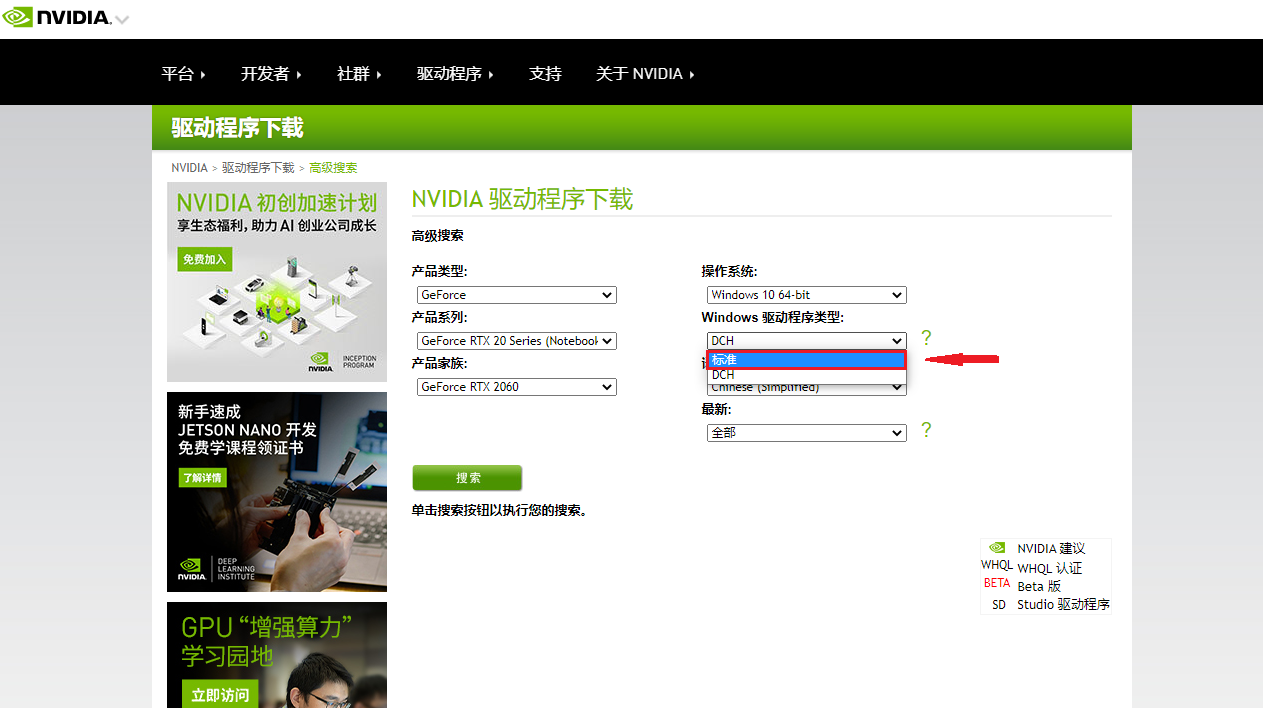 NVIDIA.
平台
开发者
社群
驱动程序
支持
关于 NVIDIA
驱动程序下载
NVIDIA > 驱动程序下载 > 高级搜索
NVIDIA 初创加速计划
享生态福利，助力 AI 创业公司成长
免费加入
NVIDIA.
INCEPTION
PROGRAM
新手速成
JETSON NANO 开发
免费学课程领证书
了解详情
NVIDIA.
DEEP
LEARNING
INSTITUTE
GPU “增强算力”
学习园地
立即访问
NVIDIA 驱动程序下载
高级搜索
产品类型:
GeForce
产品系列:
GeForce RTX 20 Series (Notebook
产品家族:
GeForce RTX 2060
操作系统:
Windows 10 64-bit
Windows 驱动程序类型:
DCH
?
标准
DCH
Chinese (Simplified)
最新:
全部
?
搜索
单击搜索按钮以执行您的搜索。
NVIDIA 建议
WHQL WHQL 认证
BETA Beta 版
SD Studio 驱动程序